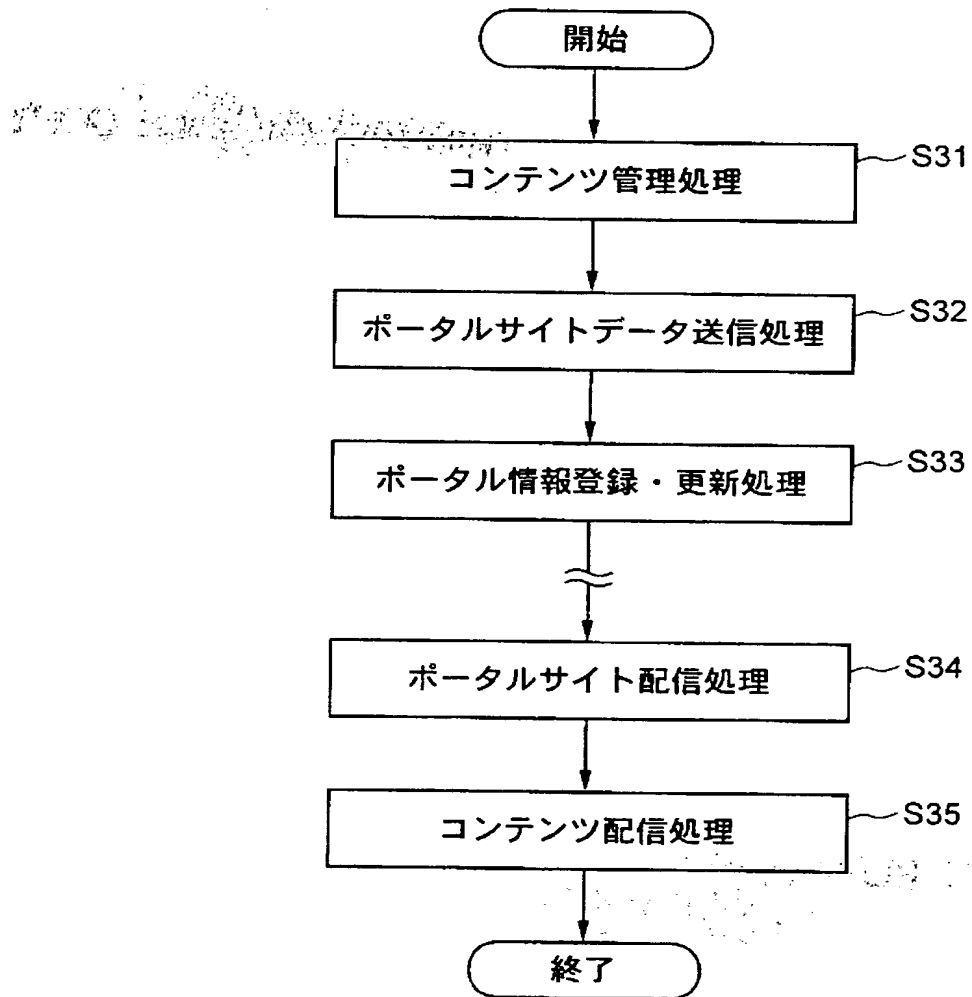 開始
コンテンツ管理処理
S31
ポータルサイトデータ送信処理
S32
ポータル情報登録・更新処理
S33
ポータルサイト配信処理
S34
コンテンツ配信処理
S35
終了